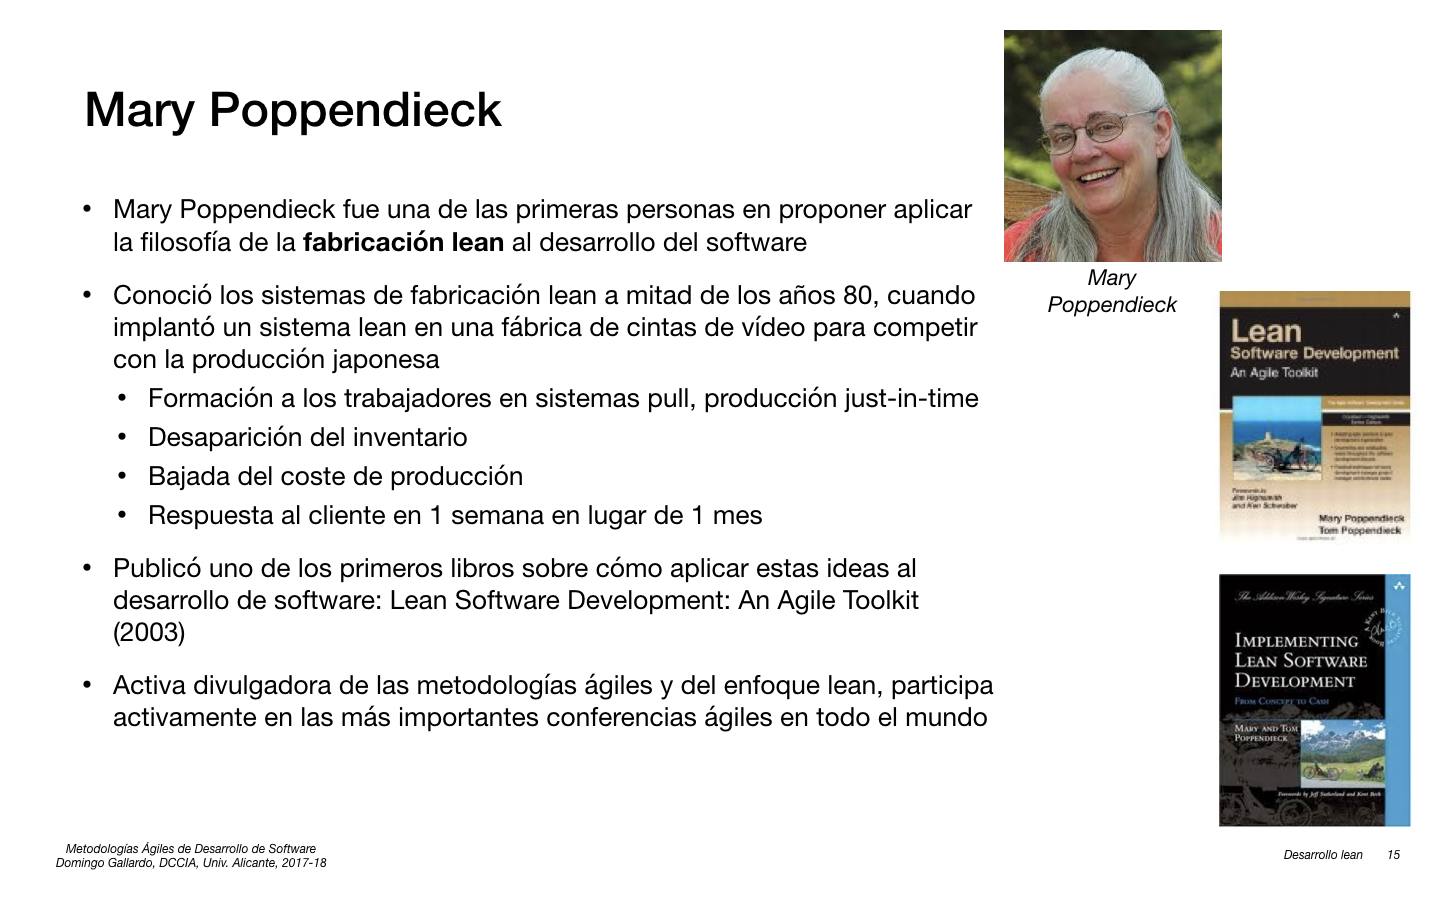 Mary Poppendieck
• Mary Poppendieck fue una de las primeras personas en proponer aplicar
la filosofía de la fabricación lean al desarrollo del software
• Conoció los sistemas de fabricación lean a mitad de los años 80, cuando
implantó un sistema lean en una fábrica de cintas de vídeo para competir
con la producción japonesa
• Formación a los trabajadores en sistemas pull, producción just-in-time
• Desaparición del inventario
• Bajada del coste de producción
• Respuesta al cliente en 1 semana en lugar de 1 mes
• Publicó uno de los primeros libros sobre cómo aplicar estas ideas al
desarrollo de software: Lean Software Development: An Agile Toolkit
(2003)
• Activa divulgadora de las metodologías ágiles y del enfoque lean, participa
activamente en las más importantes conferencias ágiles en todo el mundo
Mary
Poppendieck
Lean
Software Development
An Agile Toolkit
Forewords by
Jim Highsmith
and Ken Schwaber
Mary Poppendieck
Tom Poppendieck
The Addison Wesley Signature Series
IMPLEMENTING
LEAN SOFTWARE
DEVELOPMENT
FROM CONCEPT TO CASH
MARY AND TOM
POPPENDIECK
Forewords by Jeff Sutherland and Kent Beck
Metodologías Ágiles de Desarrollo de Software
Domingo Gallardo, DCCIA, Univ. Alicante, 2017-18
Desarrollo lean 15